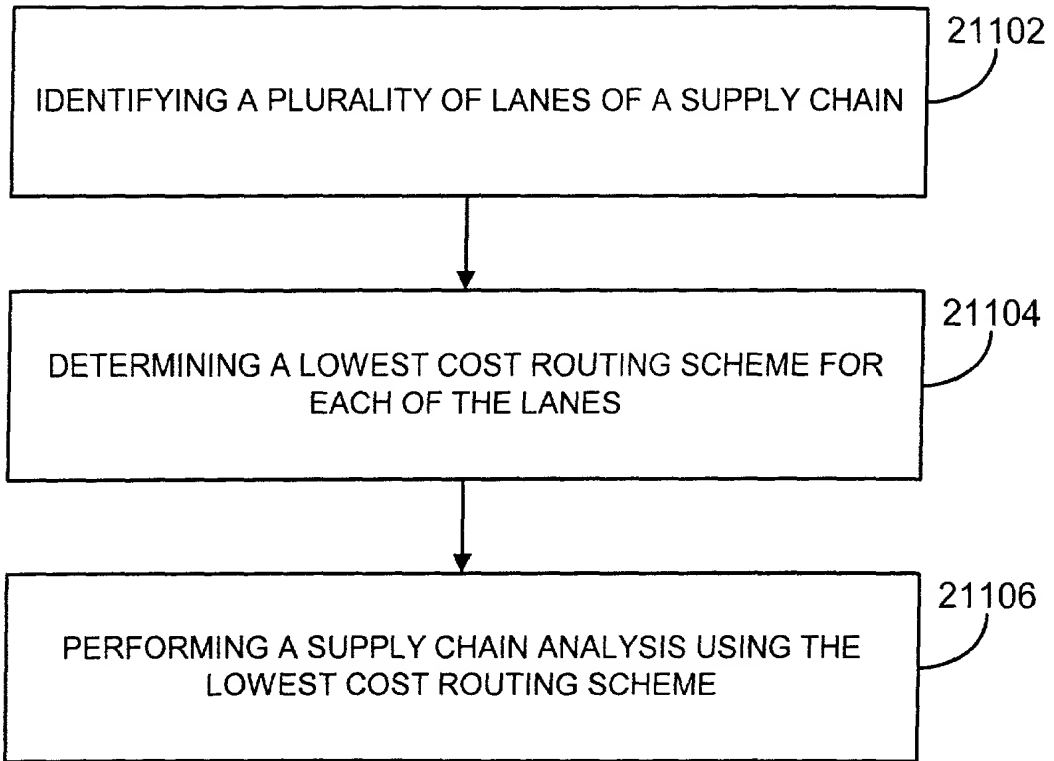 21102
IDENTIFYING A PLURALITY OF LANES OF A SUPPLY CHAIN
21104
DETERMINING A LOWEST COST ROUTING SCHEME FOR
EACH OF THE LANES
21106
PERFORMING A SUPPLY CHAIN ANALYSIS USING THE
LOWEST COST ROUTING SCHEME